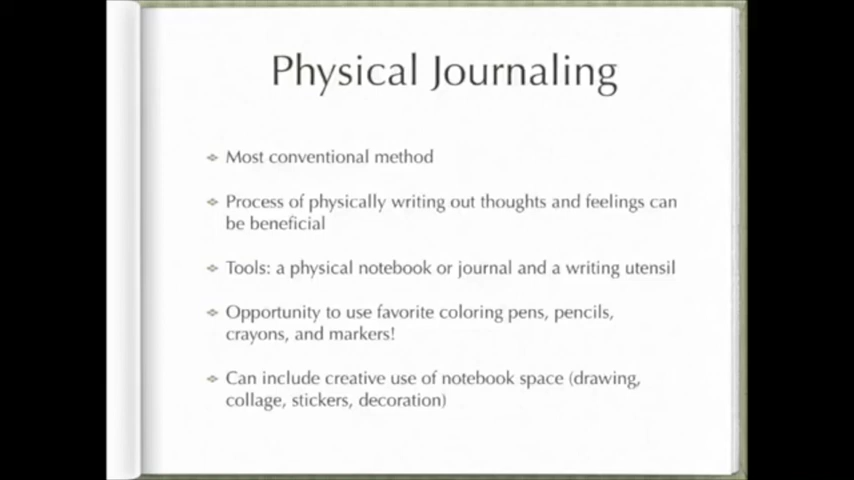 Physical Journaling
Most conventional method
Process of physically writing out thoughts and feelings can
be beneficial
Tools: a physical notebook or journal and a writing utensil
Opportunity to use favorite coloring pens, pencils,
crayons, and markers!
Can include creative use of notebook space (drawing,
collage, stickers, decoration)